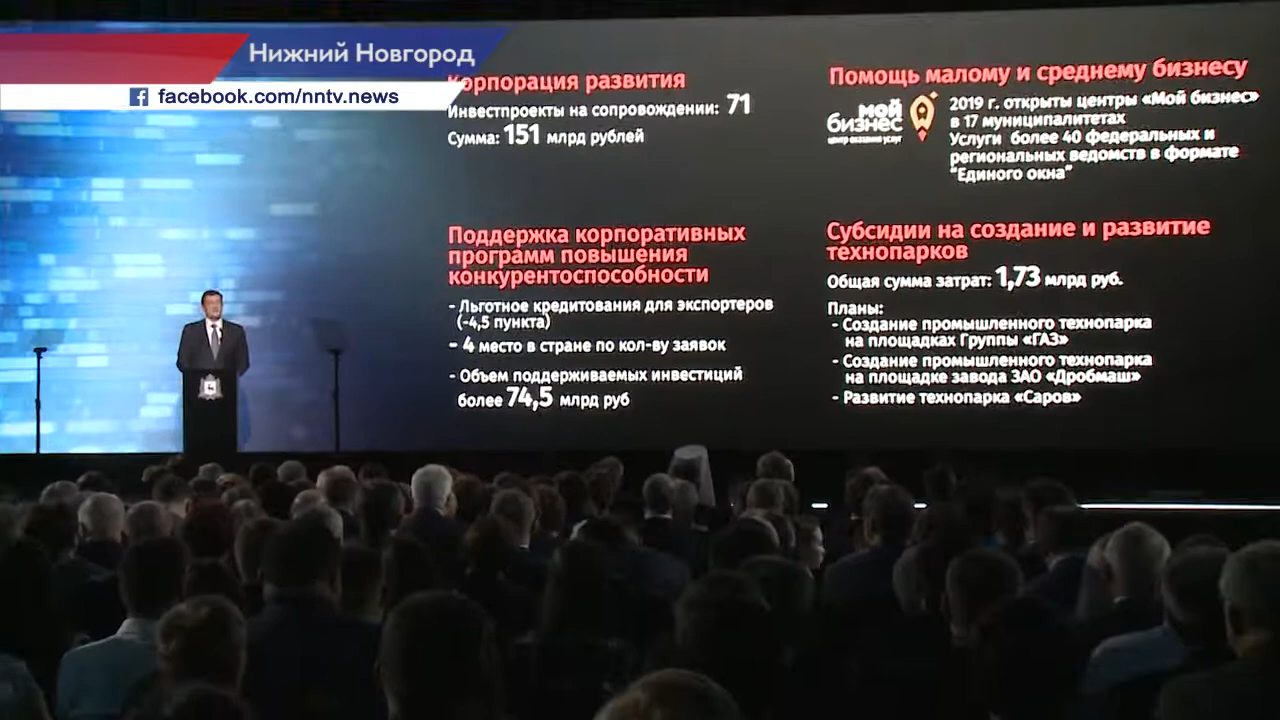 Нижний Новгород
facebook.com/nntv.news
Корпорация развития
Инвестпроекты на сопровождении: 71
Сумма: 151 млрд рублей
Помощь малому и среднему бизнесу
мой
бизнес
центр оказания услуг
2019 г. открыты центры «Мой бизнес»
в 17 муниципалитетах
Услуги более 40 федеральных и
региональных ведомств в формате
"Единого окна"
Поддержка корпоративных
программ повышения
конкурентоспособности
- Льготное кредитования для экспортеров
(-4,5 пункта)
- 4 место в стране по кол-ву заявок
- Объем поддерживаемых инвестиций
более 74,5 млрд руб
Субсидии на создание и развитие
технопарков
Общая сумма затрат: 1,73 млрд руб.
Планы:
- Создание промышленного технопарка
на площадках Группы «ГАЗ»
- Создание промышленного технопарка
на площадке завода ЗАО «Дробмаш»
- Развитие технопарка «Саров»